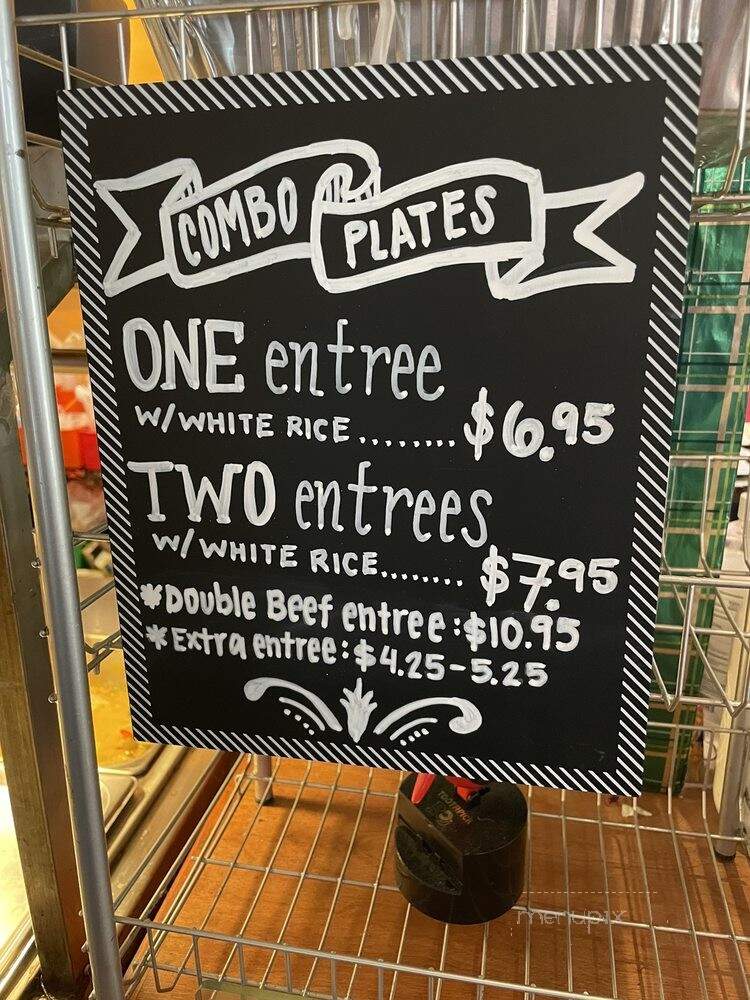 COMBO PLATES
ONE entree
W/WHITE RICE........$6.95
TWO entrees
W/WHITE RICE........$7.95
*Double Beef entree:$10.95
*Extra entree:$4.25-5.25
menupix